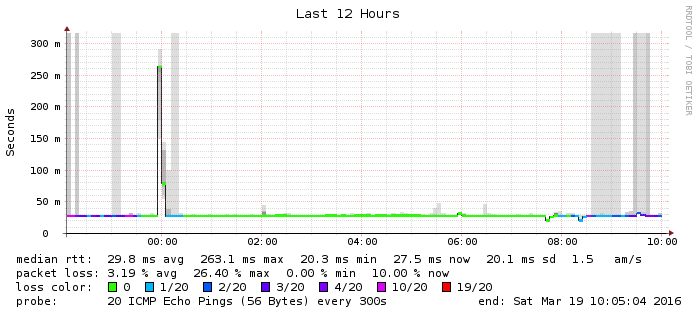 Last 12 Hours
RRDTOOL / TOBI OETIKER
Seconds
300 m
250 m
200 m
150 m
100 m
50 m
0
00:00 02:00 04:00 06:00 08:00 10:00
median rtt: 29.8 ms avg 263.1 ms max 20.3 ms min 27.5 ms now 20.1 ms sd 1.5 am/s
packet loss: 3.19 % avg 26.40 % max 0.00 % min 10.00 % now
loss color: 0 1/20 2/20 3/20 4/20 10/20 19/20
probe: 20 ICMP Echo Pings (56 Bytes) every 300s end: Sat Mar 19 10:05:04 2016